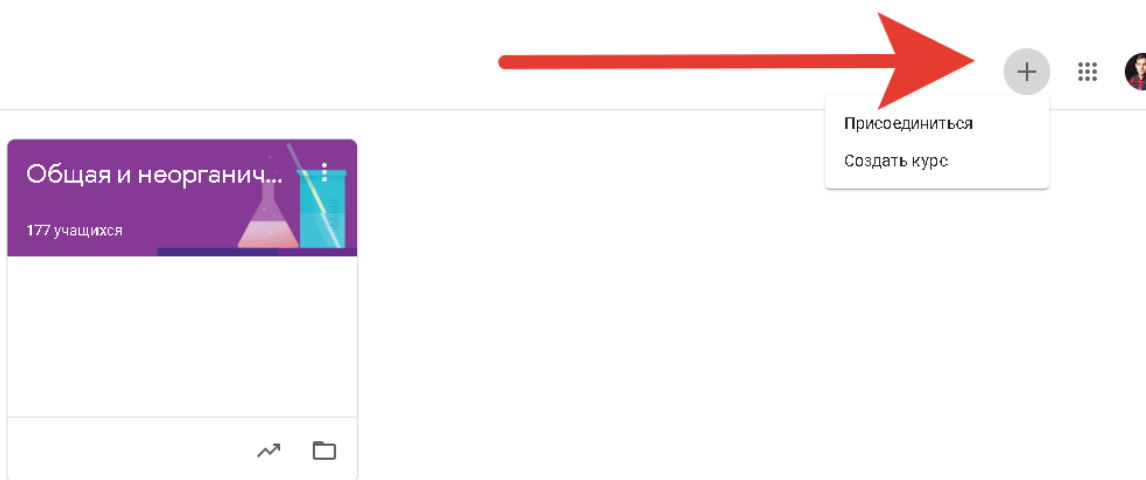 Присоединиться
Создать курс
Общая и неорганич...
177 учащихся